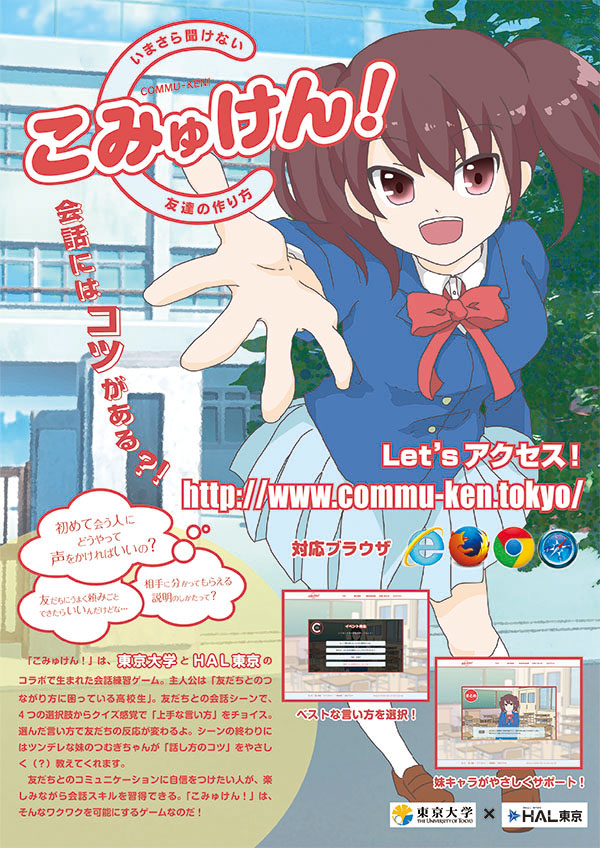 いまさら聞けない
COMMU-KEN!
こみゅけん!
友達の作り方
会話にはコツがある?!
Let'sアクセス!
http://www.commu-ken.tokyo/
対応ブラウザ
初めて会う人に
どうやって
声をかければいいの?
友だちにうまく頼みごと
できたらいいんだけどな…
相手に分かってもらえる
説明のしかたって?
「こみゅけん!」は、東京大学とHAL東京の
コラボで生まれた会話練習ゲーム。主人公は「友だちとのつ
ながり方に困っている高校生」。友だちとの会話シーンで、
4つの選択肢からクイズ感覚で「上手な言い方」をチョイス。
選んだ言い方で友だちの反応が変わるよ。シーンの終わりに
はツンデレな妹のつむぎちゃんが「話し方のコツ」をやさし
く(?)教えてくれます。
友だちとのコミュニケーションに自信をつけたい人が、楽
しみながら会話スキルを習得できる。「こみゅけん!」は、
そんなワクワクを可能にするゲームなのだ!
イベント発生
ベストな言い方を選択!
まとめ
妹キャラがやさしくサポート!
東京大学
THE UNIVERSITY OF TOKYO
×
HAL東京